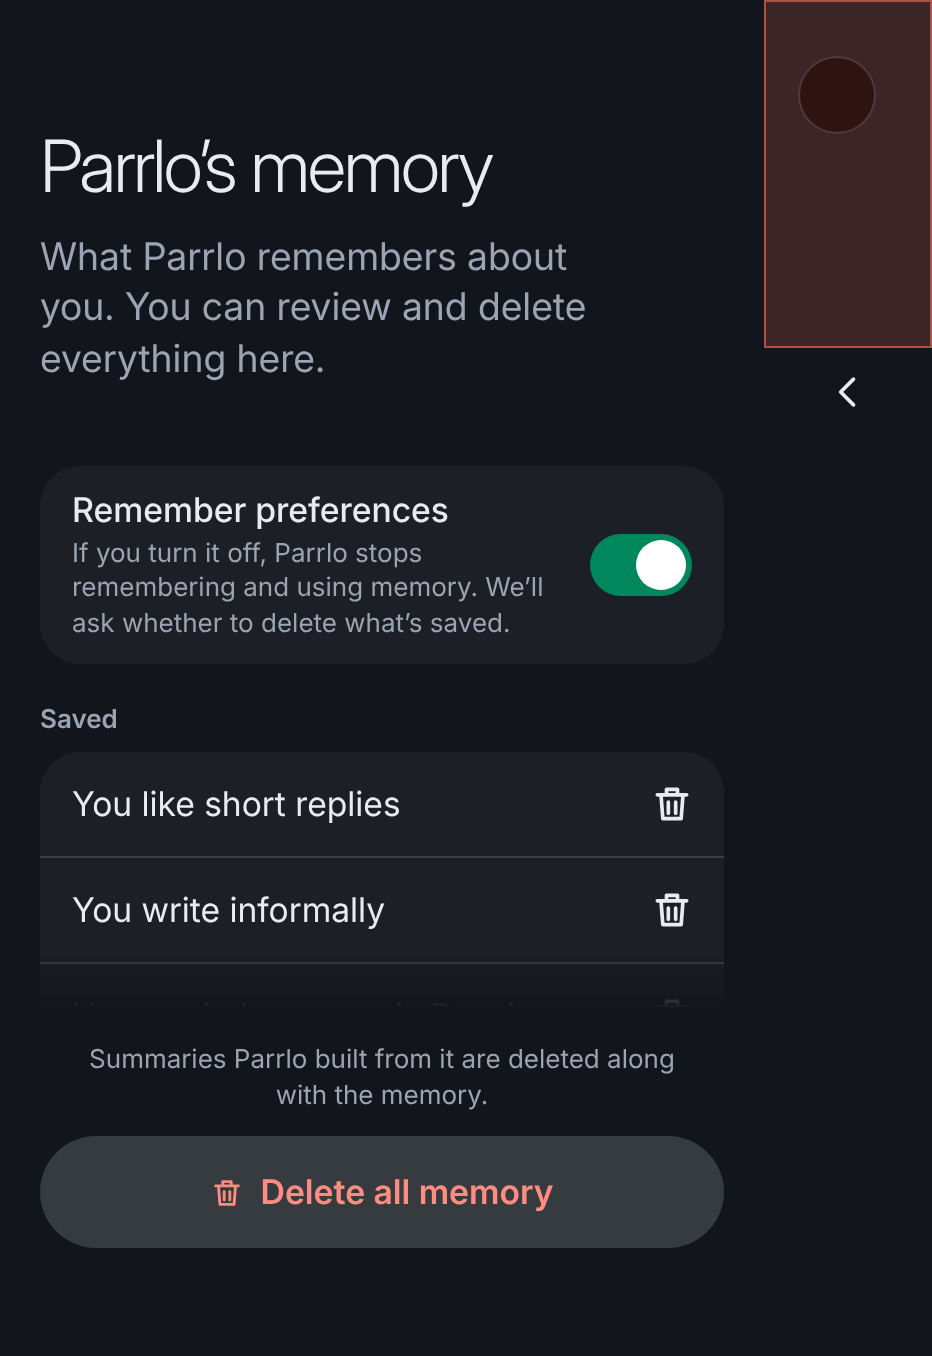 Parrlo’s memory
What Parrlo remembers about
you. You can review and delete
everything here.
Remember preferences
If you turn it off, Parrlo stops
remembering and using memory. We’ll
ask whether to delete what’s saved.
Saved
You like short replies
You write informally
Summaries Parrlo built from it are deleted along
with the memory.
Delete all memory